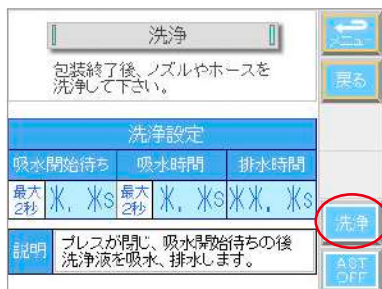 洗浄
メニュー
包装終了後、ノズルやホースを
洗浄して下さい。
戻る
洗浄設定
吸水開始待ち 吸水時間 排水時間
最大
2秒
Ж. Жs
最大
2秒
Ж. Жs
ЖЖ. Жs
洗浄
説明
プレスが閉じ、吸水開始待ちの後
洗浄液を吸水、排水します。
AST
OFF